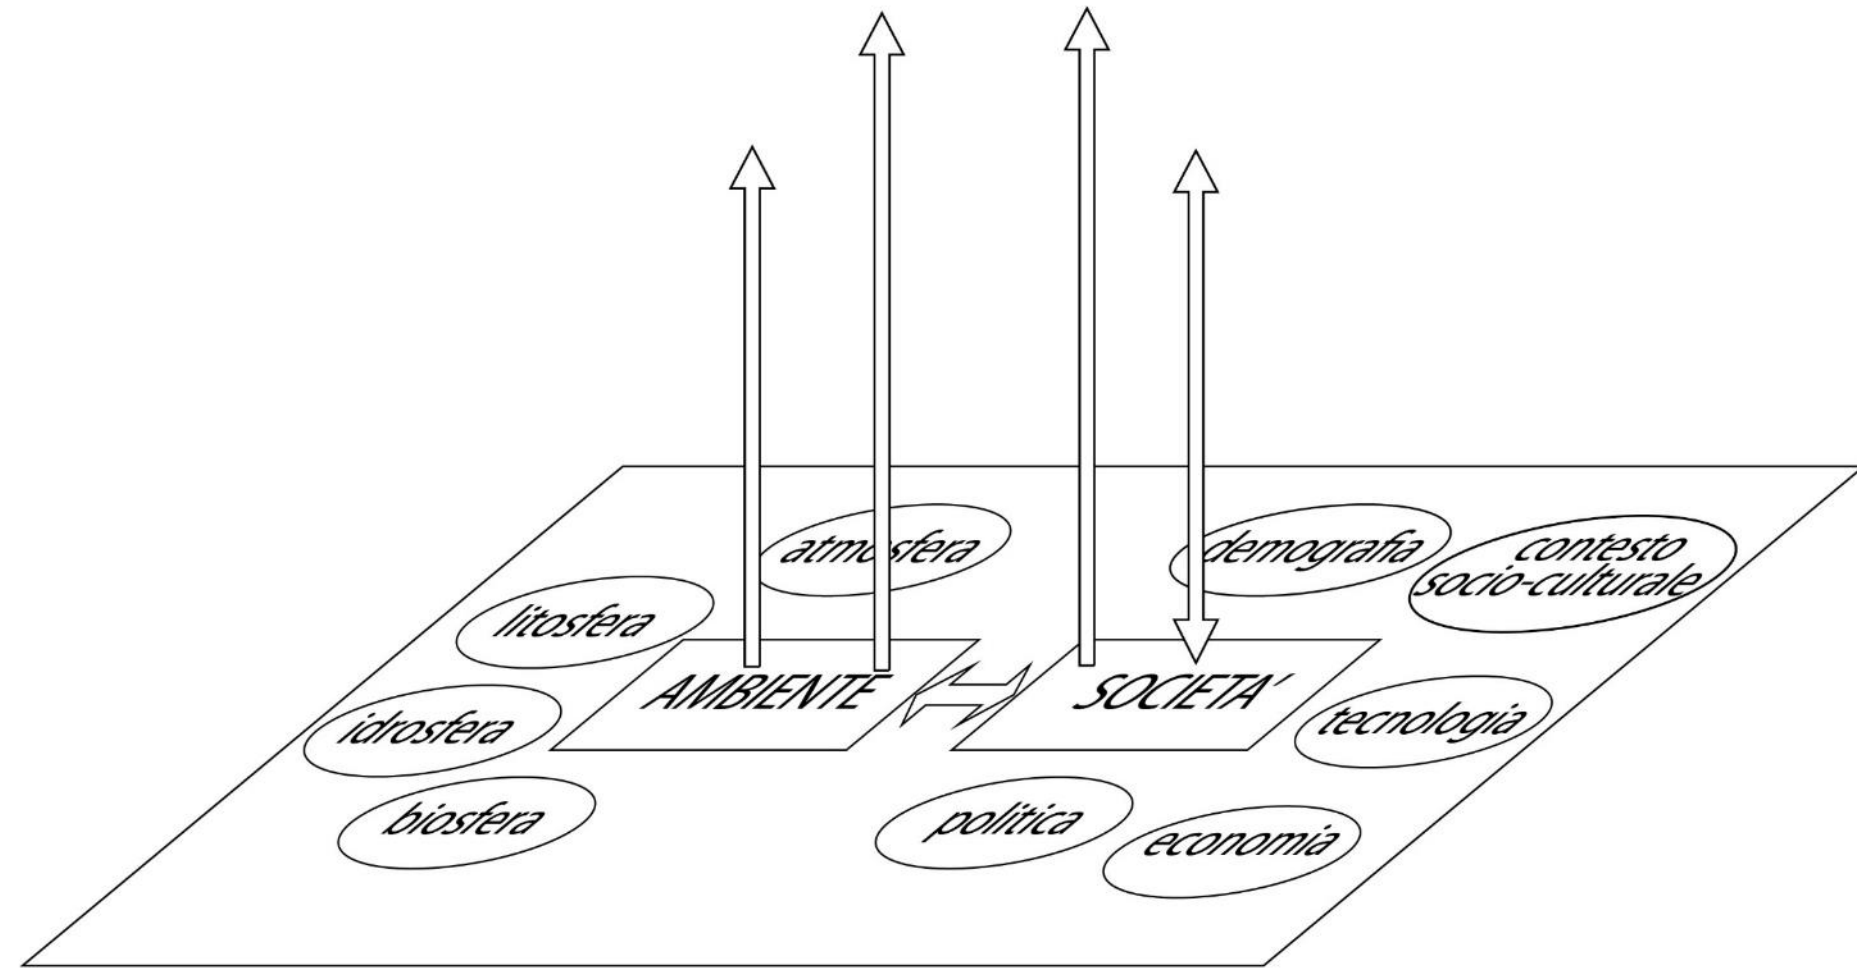 atmosfera
demografia
contesto
socio-culturale
litosfera
AMBIENTE
SOCIETA'
idrosfera
tecnologia
biosfera
politica
economia